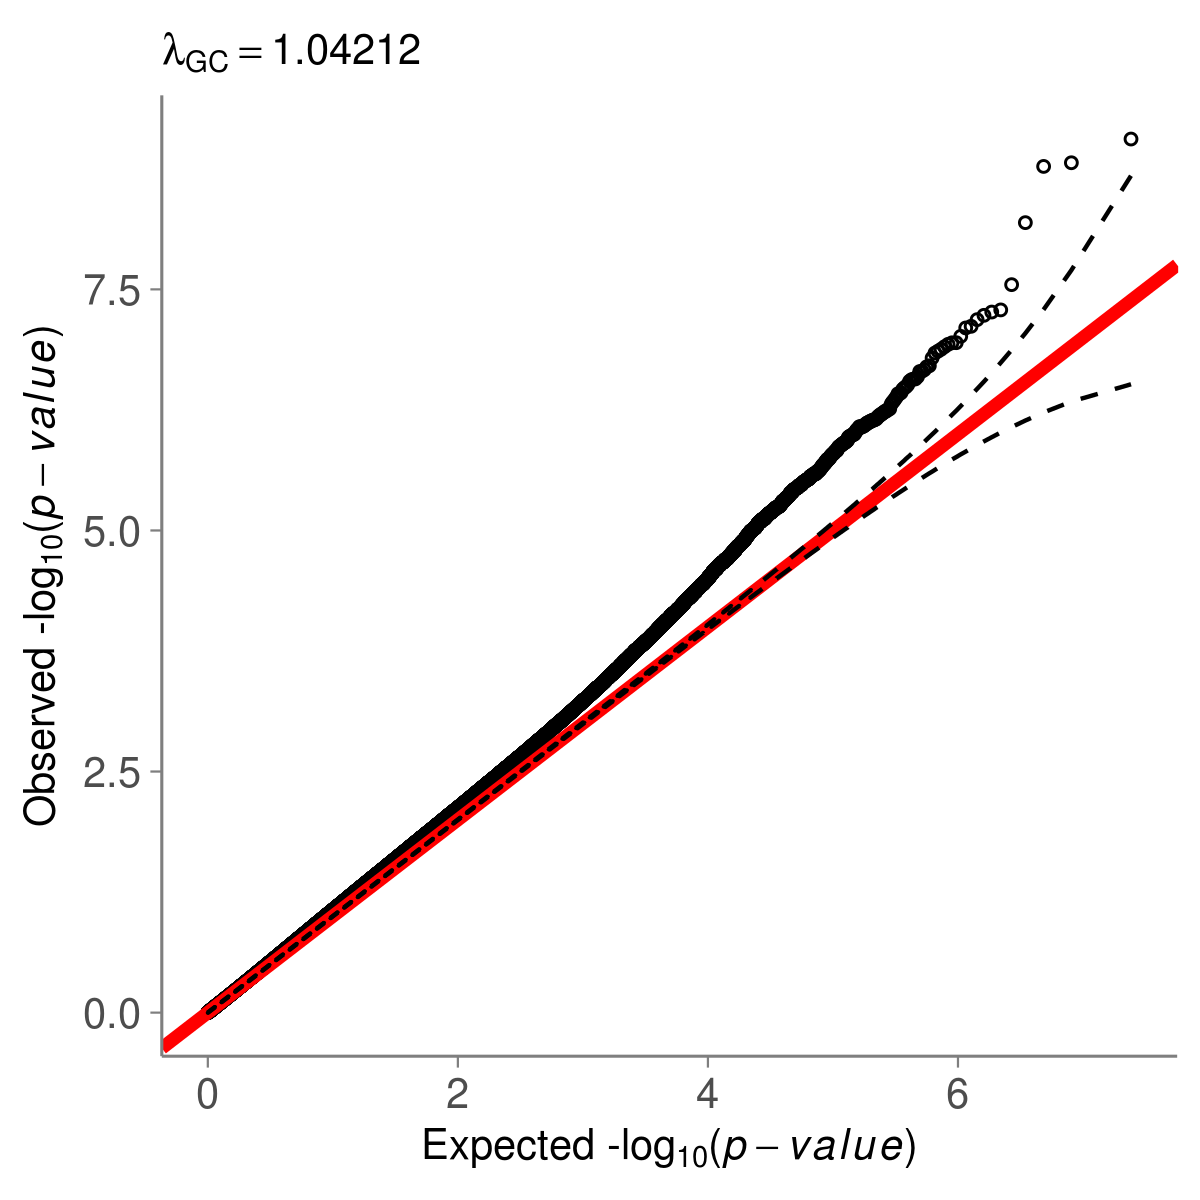 λGC = 1.04212
Observed -log10(p − value)
7.5
5.0
2.5
0.0
0 2 4 6
Expected -log10(p − value)